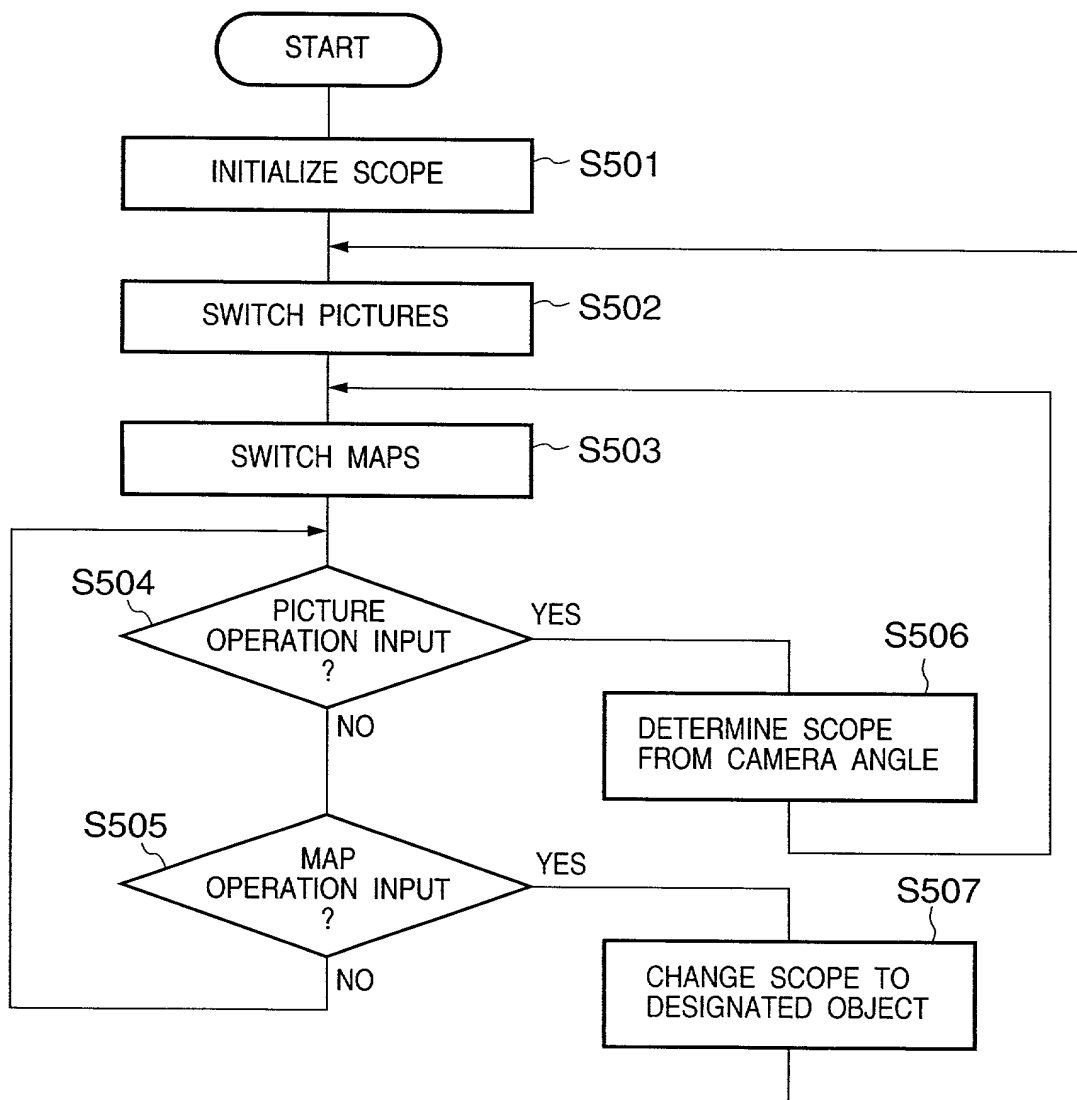 START
INITIALIZE SCOPE
S501
SWITCH PICTURES
S502
SWITCH MAPS
S503
S504
PICTURE
OPERATION INPUT
?
YES
NO
S506
DETERMINE SCOPE
FROM CAMERA ANGLE
S505
MAP
OPERATION INPUT
?
YES
NO
S507
CHANGE SCOPE TO
DESIGNATED OBJECT